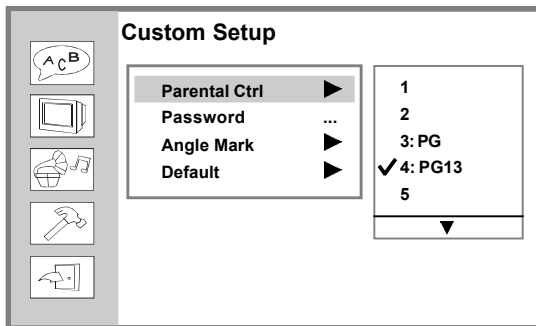 Custom Setup
A C B
Parental Ctrl
Password ...
Angle Mark
Default
1
2
3: PG
4: PG13
5